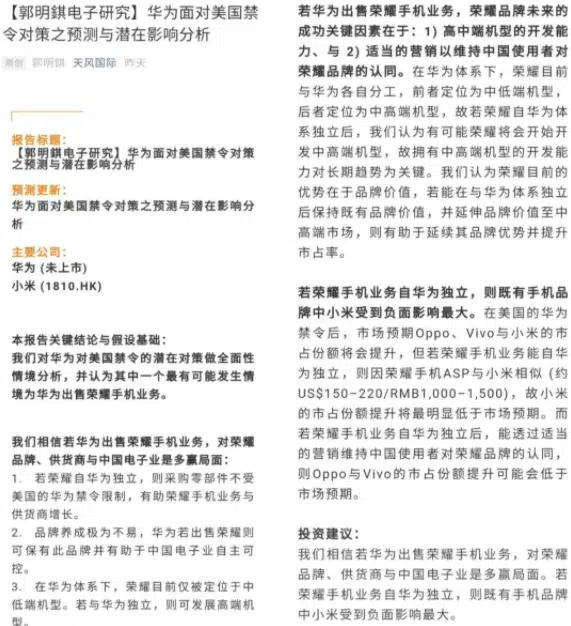 【郭明錤电子研究】华为面对美国禁
令对策之预测与潜在影响分析
原创 郭明錤 天风国际 昨天
报告标题：
【郭明錤电子研究】华为面对美国禁令对策
之预测与潜在影响分析
预测更新：
华为面对美国禁令对策之预测与潜在影响分
析
主要公司：
华为 (未上市)
小米 (1810.HK)
本报告关键结论与假设基础：
我们对华为对美国禁令的潜在对策做全面性
情境分析，并认为其中一个最有可能发生情
境为华为出售荣耀手机业务。
我们相信若华为出售荣耀手机业务，对荣耀
品牌、供货商与中国电子业是多赢局面：
1. 若荣耀自华为独立，则采购零部件不受
美国的华为禁令限制，有助荣耀手机业务与
供货商增长。
2. 品牌养成极为不易，华为若出售荣耀则
可保有此品牌并有助于中国电子业自主可
控。
3. 在华为体系下，荣耀目前仅被定位于中
低端机型。若与华为独立，则可发展高端机
型。
若华为出售荣耀手机业务，荣耀品牌未来的
成功关键因素在于：1) 高中端机型的开发能
力、与 2) 适当的营销以维持中国使用者对
荣耀品牌的认同。在华为体系下，荣耀目前
与华为各自分工，前者定位为中低端机型，
后者定位为中高端机型，故若荣耀自华为体
系独立后，我们认为有可能荣耀将会开始开
发中高端机型，故拥有中高端机型的开发能
力对长期趋势为关键。我们认为荣耀目前的
优势在于品牌价值，若能在与华为体系独立
后保持既有品牌价值，并延伸品牌价值至中
高端市场，则有助于延续其品牌优势并提升
市占率。
若荣耀手机业务自华为独立，则既有手机品
牌中小米受到负面影响最大。在美国的华为
禁令后，市场预期Oppo、Vivo与小米的市
占份额将会提升，但若荣耀手机业务能自华
为独立，则因荣耀手机ASP与小米相似 (约
US$150–220/RMB1,000–1,500)，故小米
的市占份额提升将最明显低于市场预期。而
若荣耀手机业务自华为独立后，能透过适当
的营销维持中国使用者对荣耀品牌的认同，
则Oppo与Vivo的市占份额提升可能会低于
市场预期。
投资建议：
我们相信若华为出售荣耀手机业务，对荣耀
品牌、供货商与中国电子业是多赢局面。若
荣耀手机业务自华为独立，则既有手机品牌
中小米受到负面影响最大。